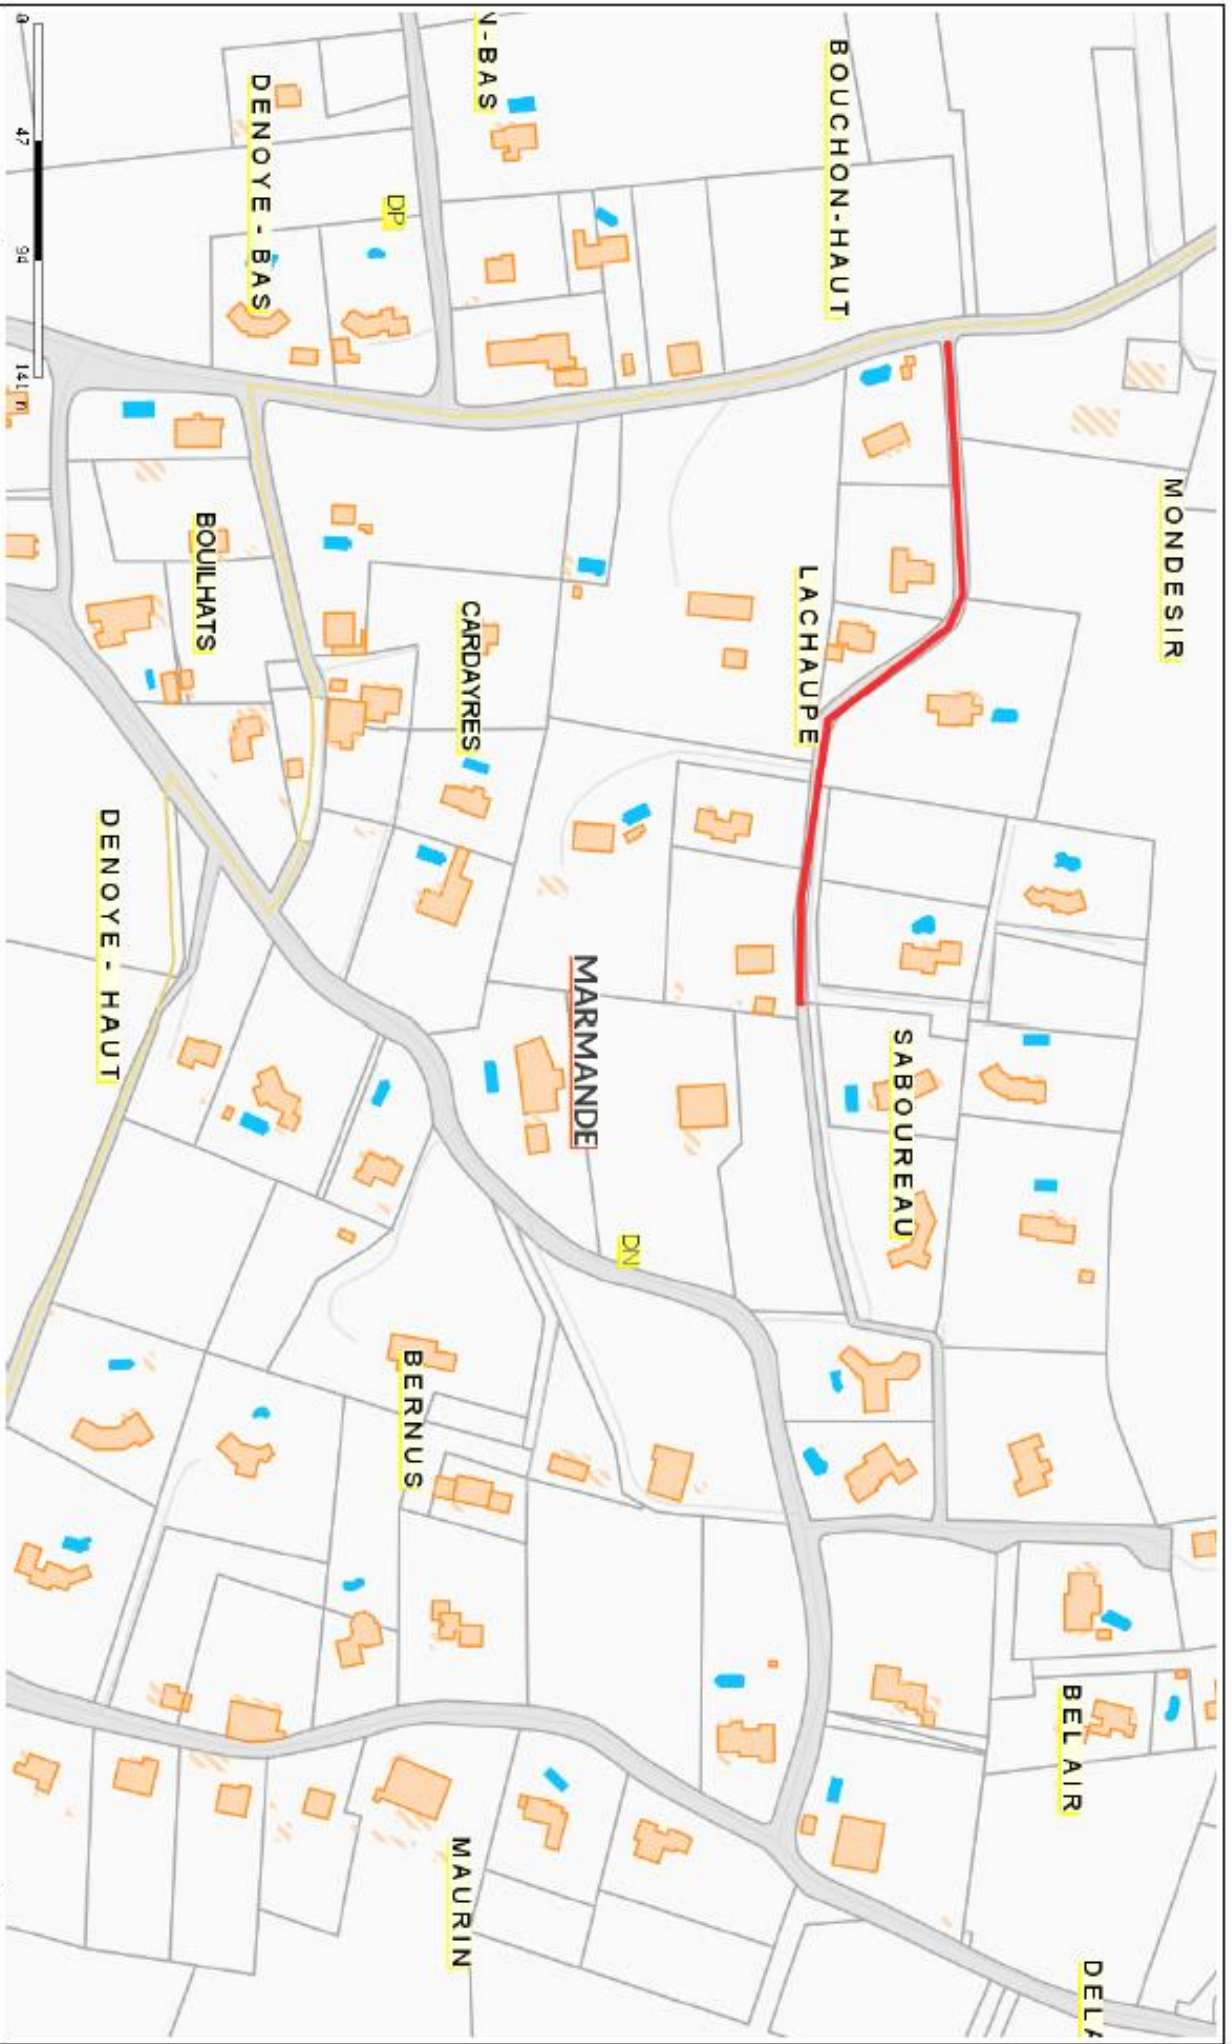 0 47 94 141 m
DENOYE - BAS
DP
N-BAS
BOUCHON-HAUT
MONDESIR
BOUILHATS
CARDAYRES
LACHAUPE
DENOYE - HAUT
MARMANDE
SABOUREAU
DN
BERNUS
BEL AIR
MAURIN
DELA